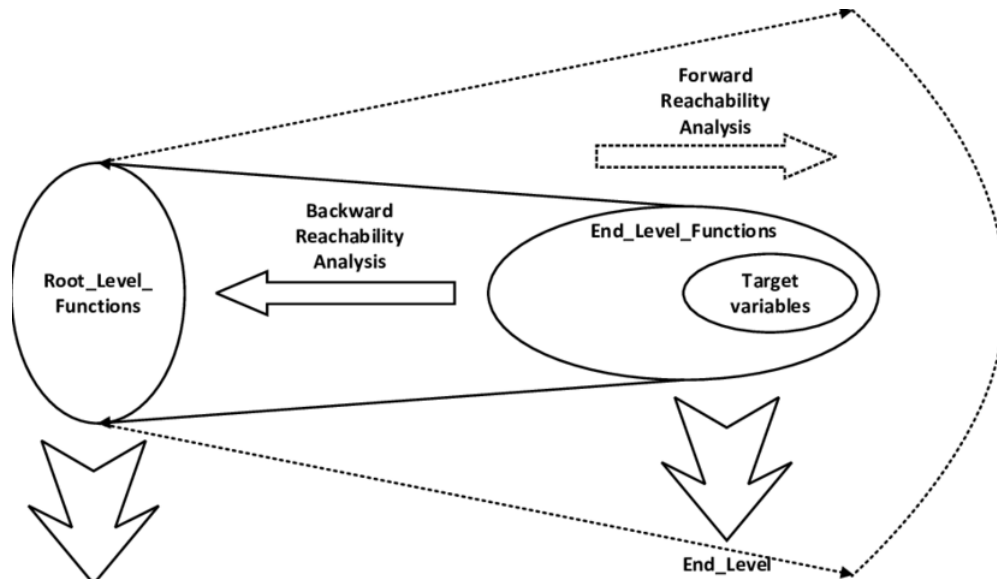 Forward
Reachability
Analysis
Backward
Reachability
Analysis
End_Level_Functions
Root_Level_
Functions
Target
variables
End_Level